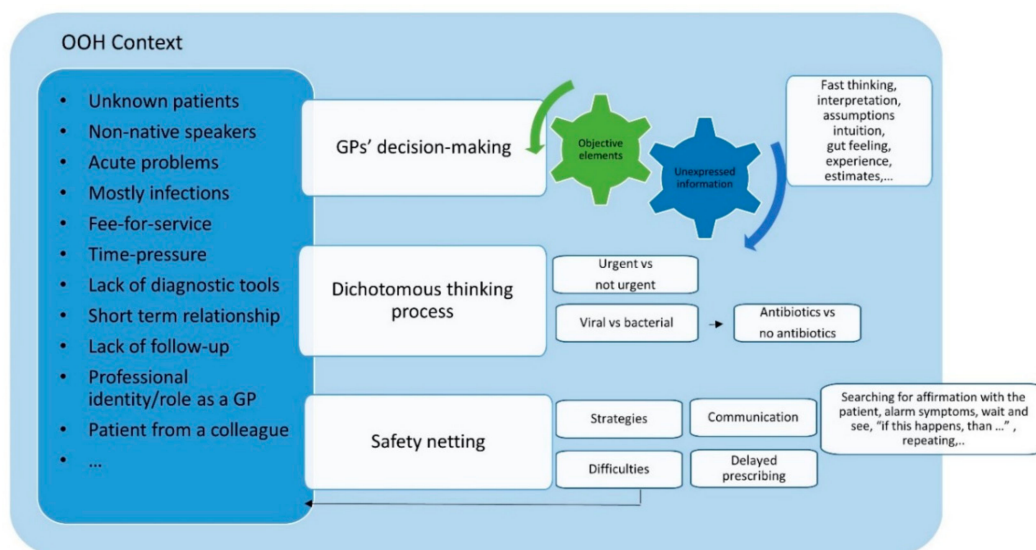 OOH Context
• Unknown patients
• Non-native speakers
• Acute problems
• Mostly infections
• Fee-for-service
• Time-pressure
• Lack of diagnostic tools
• Short term relationship
• Lack of follow-up
• Professional
identity/role as a GP
• Patient from a colleague
• ...
GPs' decision-making
Objective
elements
Unexpressed
information
Fast thinking,
interpretation,
assumptions
intuition,
gut feeling,
experience,
estimates,...
Dichotomous thinking
process
Urgent vs
not urgent
Viral vs bacterial
Antibiotics vs
no antibiotics
Safety netting
Strategies
Communication
Difficulties
Delayed
prescribing
Searching for affirmation with the
patient, alarm symptoms, wait and
see, "if this happens, than ..." ,
repeating,..